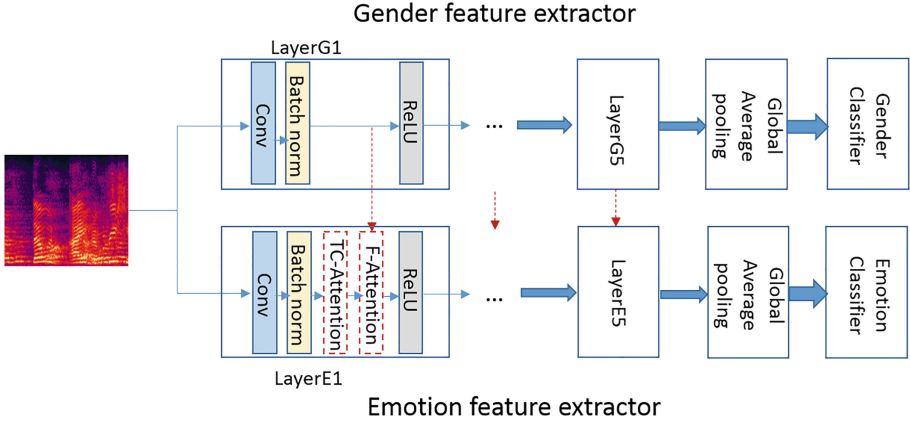 Gender feature extractor
LayerG1
Conv
Batch norm
ReLU
...
LayerG5
Global
Average
pooling
Gender
Classifier
Conv
Batch norm
TC-Attention
F-Attention
ReLU
...
LayerE5
Global
Average
pooling
Emotion
Classifier
LayerE1
Emotion feature extractor